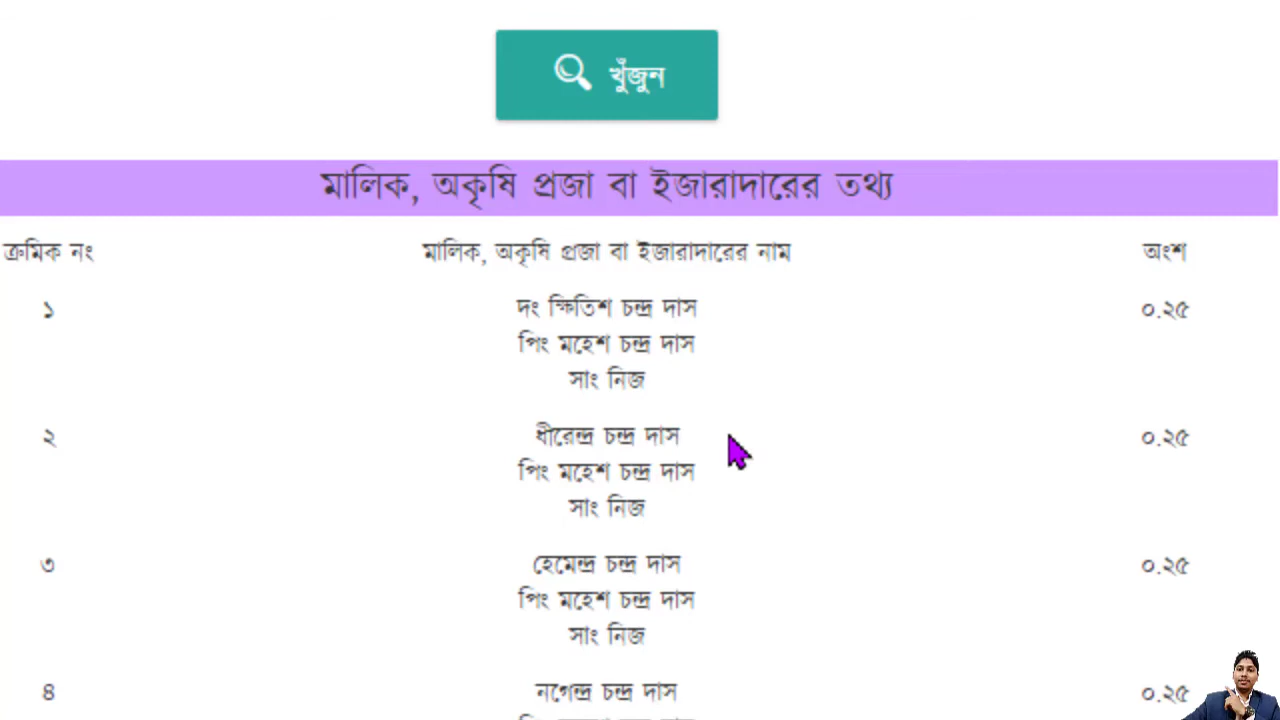 খুঁজুন
মালিক, অকৃষি প্রজা বা ইজারাদারের তথ্য
ক্রমিক নং মালিক, অকৃষি প্রজা বা ইজারাদারের নাম অংশ
১ দং ক্ষিতিশ চন্দ্র দাস ০.২৫
পিং মহেশ চন্দ্র দাস
সাং নিজ
২ ধীরেন্দ্র চন্দ্র দাস ০.২৫
পিং মহেশ চন্দ্র দাস
সাং নিজ
৩ হেমেন্দ্র চন্দ্র দাস ০.২৫
পিং মহেশ চন্দ্র দাস
সাং নিজ
৪ নগেন্দ্র চন্দ্র দাস ০.২৫